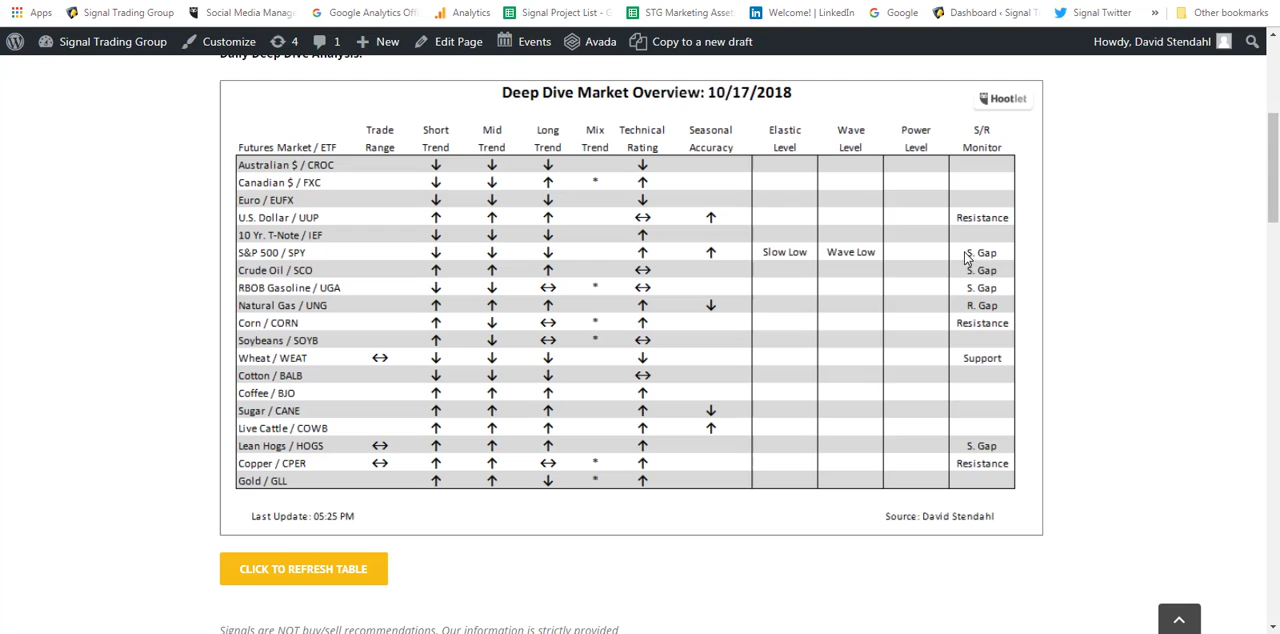 Apps Signal Trading Group Social Media Manage Google Analytics Offi Analytics Signal Project List - G STG Marketing Asset Welcome! | LinkedIn Google Dashboard ‹ Signal T Signal Twitter » Other bookmarks
Signal Trading Group Customize 4 1 + New Edit Page Events Avada Copy to a new draft Howdy, David Stendahl
Daily Deep Dive Analysis:
Deep Dive Market Overview: 10/17/2018 Hootlet
Trade Short Mid Long Mix Technical Seasonal Elastic Wave Power S/R
Futures Market / ETF Range Trend Trend Trend Trend Rating Accuracy Level Level Level Monitor
Australian $ / CROC ↓ ↓ ↓ ↓
Canadian $ / FXC ↓ ↓ ↑ * ↑
Euro / EUFX ↓ ↓ ↓ ↓
U.S. Dollar / UUP ↑ ↑ ↑ ↔ ↑ Resistance
10 Yr. T-Note / IEF ↓ ↓ ↓ ↑
S&P 500 / SPY ↓ ↓ ↓ ↑ ↑ Slow Low Wave Low S. Gap
Crude Oil / SCO ↑ ↑ ↑ ↔ S. Gap
RBOB Gasoline / UGA ↓ ↓ ↔ * ↔ S. Gap
Natural Gas / UNG ↑ ↑ ↑ ↑ ↓ R. Gap
Corn / CORN ↑ ↓ ↔ * ↑ Resistance
Soybeans / SOYB ↑ ↓ ↔ * ↔
Wheat / WEAT ↔ ↓ ↓ ↓ ↓ Support
Cotton / BALB ↓ ↓ ↓ ↔
Coffee / BJO ↑ ↑ ↑ ↑
Sugar / CANE ↑ ↑ ↑ ↑ ↓
Live Cattle / COWB ↑ ↑ ↑ ↑ ↑
Lean Hogs / HOGS ↔ ↑ ↑ ↑ ↑ S. Gap
Copper / CPER ↔ ↑ ↑ ↔ * ↑ Resistance
Gold / GLL ↑ ↑ ↓ * ↑
Last Update: 05:25 PM Source: David Stendahl
CLICK TO REFRESH TABLE
Signals are NOT buy/sell recommendations. Our information is strictly provided